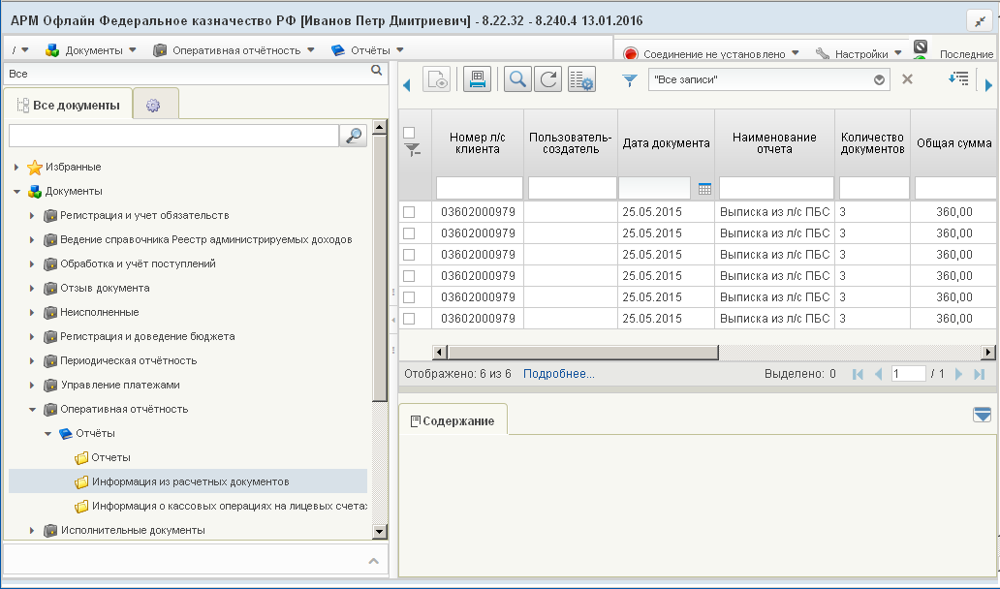 АРМ Офлайн Федеральное казначество РФ [Иванов Петр Дмитриевич] - 8.22.32 - 8.240.4 13.01.2016
/ Документы Оперативная отчётность Отчёты Соединение не установлено Настройки Последние
Все
"Все записи"
Все документы
Избранные
Документы
Регистрация и учет обязательств
Ведение справочника Реестр администрируемых доходов
Обработка и учёт поступлений
Отзыв документа
Неисполненные
Регистрация и доведение бюджета
Периодическая отчётность
Управление платежами
Оперативная отчётность
Отчёты
Отчеты
Информация из расчетных документов
Информация о кассовых операциях на лицевых счета
Исполнительные документы
Номер л/с клиента Пользователь-создатель Дата документа Наименование отчета Количество документов Общая сумма
03602000979 25.05.2015 Выписка из л/с ПБС 3 360,00
03602000979 25.05.2015 Выписка из л/с ПБС 3 360,00
03602000979 25.05.2015 Выписка из л/с ПБС 3 360,00
03602000979 25.05.2015 Выписка из л/с ПБС 3 360,00
03602000979 25.05.2015 Выписка из л/с ПБС 3 360,00
03602000979 25.05.2015 Выписка из л/с ПБС 3 360,00
Отображено: 6 из 6 Подробнее... Выделено: 0 1 / 1
Содержание